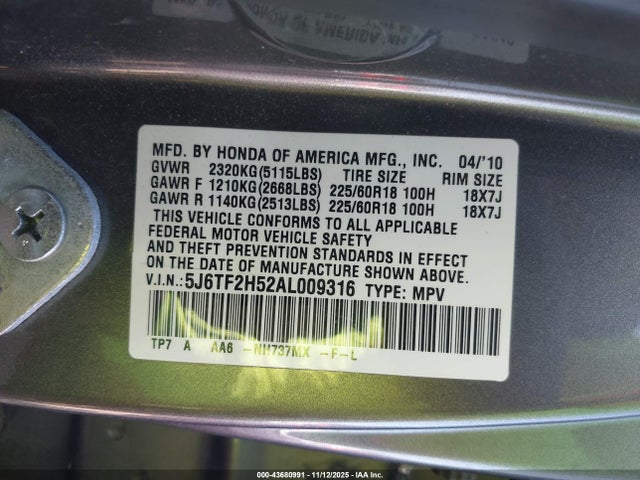 MFD. BY HONDA OF AMERICA MFG., INC. 04/'10
GVWR 2320KG(5115LBS) TIRE SIZE RIM SIZE
GAWR F 1210KG(2668LBS) 225/60R18 100H 18X7J
GAWR R 1140KG(2513LBS) 225/60R18 100H 18X7J
THIS VEHICLE CONFORMS TO ALL APPLICABLE
FEDERAL MOTOR VEHICLE SAFETY
AND THEFT PREVENTION STANDARDS IN EFFECT
ON THE DATE OF MANUFACTURE SHOWN ABOVE.
V.I.N.: 5J6TF2H52AL009316 TYPE: MPV
TP7 A AA6 -NH737MX -F-L
000-43680991 - 11/12/2025 - IAA Inc.